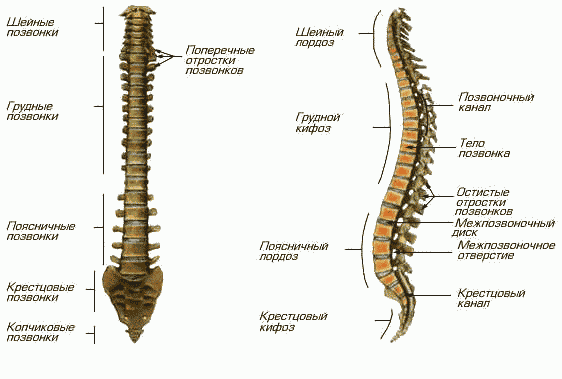 Шейные
позвонки
Поперечные
отростки
позвонков
Грудные
позвонки
Поясничные
позвонки
Крестцовые
позвонки
Копчиковые
позвонки
Шейный
лордоз
Грудной
кифоз
Поясничный
лордоз
Крестцовый
кифоз
Позвоночный
канал
Тело
позвонка
Остистые
отростки
позвонков
Межпозвоночный
диск
Межпозвоночное
отверстие
Крестцовый
канал